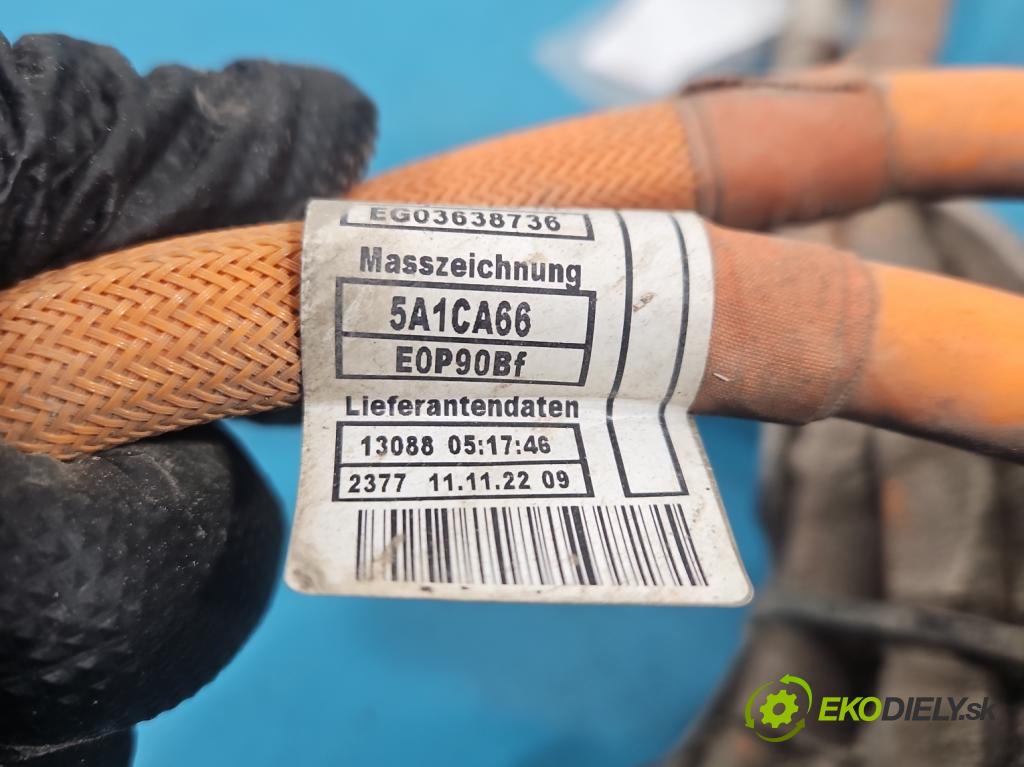 EG03638736
Masszeichnung
5A1CA66
E0P90Bf
Lieferantendaten
13088 05:17:46
2377 11.11.22 09
EKODIELY.sk